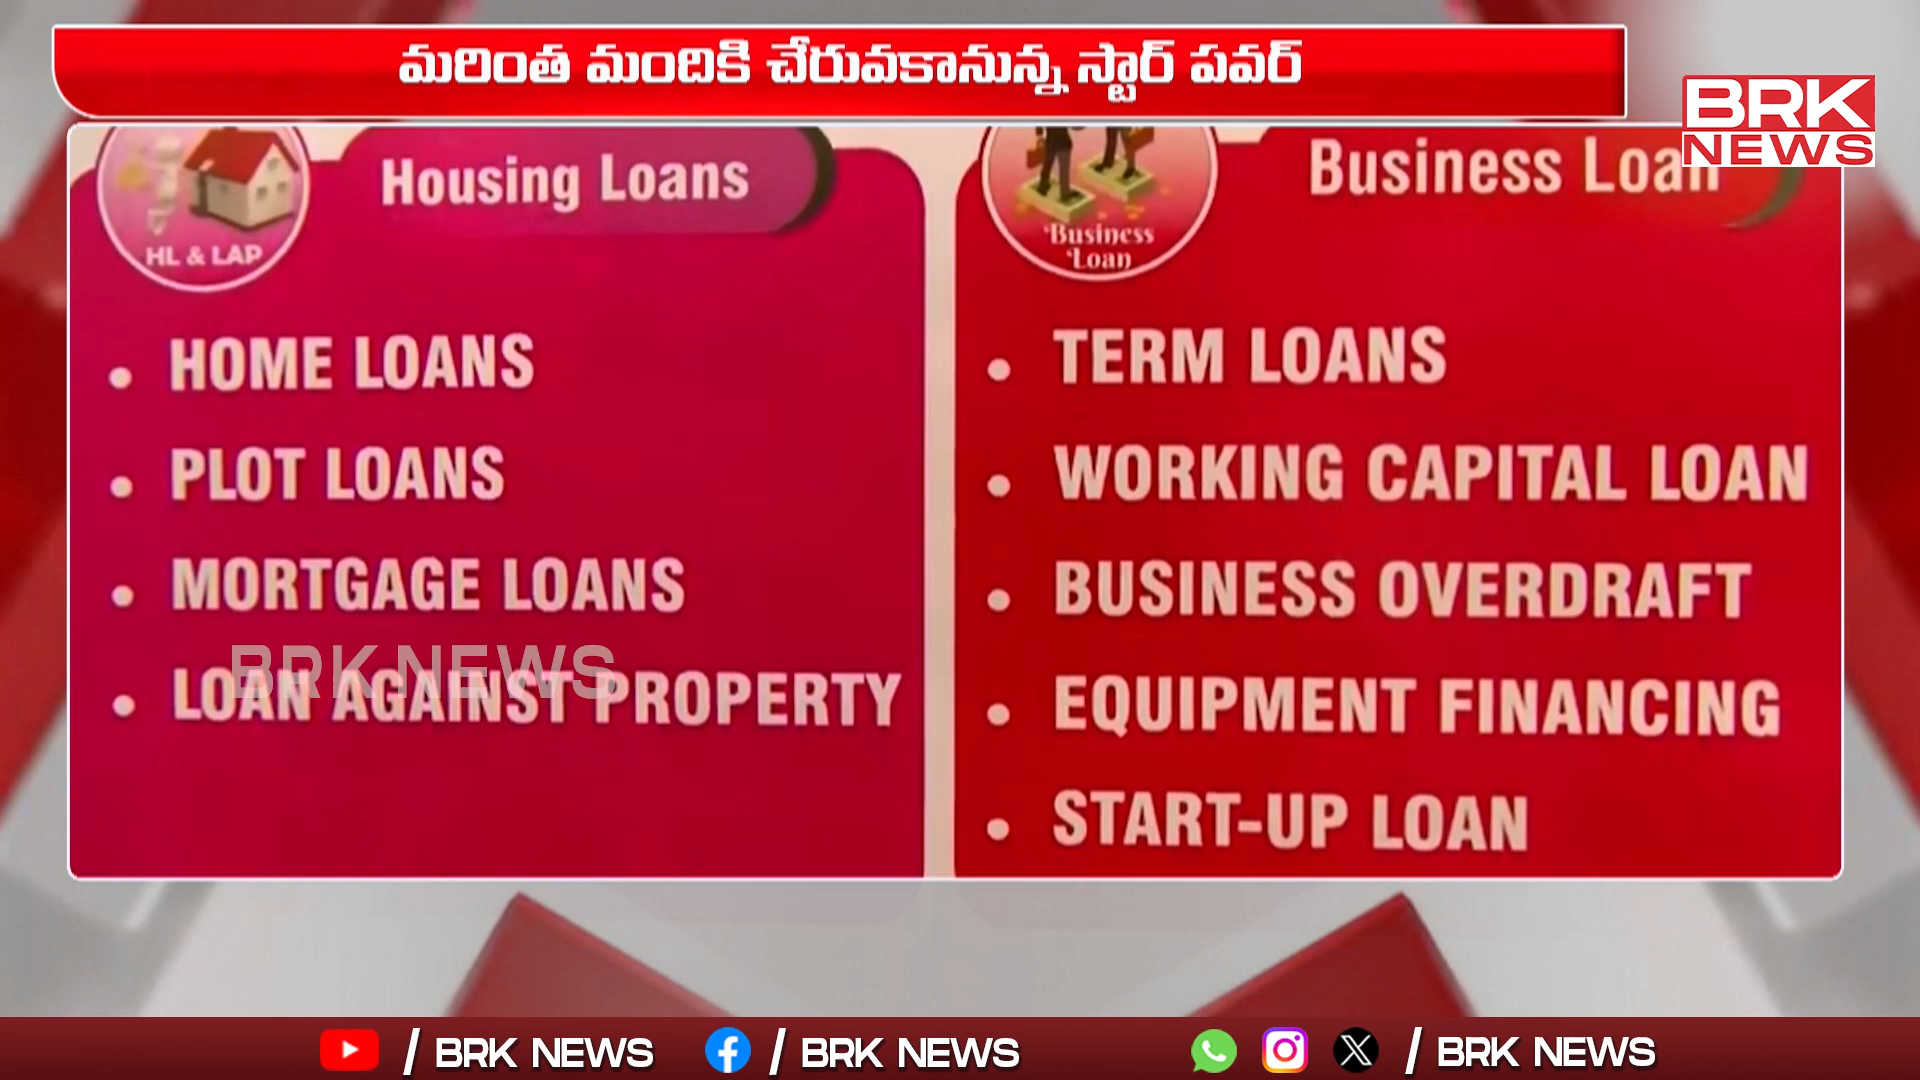 మరింత మందికి చేరువకానున్న స్టార్ పవర్
BRK
NEWS
Housing Loans
HL & LAP
HOME LOANS
PLOT LOANS
MORTGAGE LOANS
LOAN AGAINST PROPERTY
BRK NEWS
Business Loan
Business
Loan
TERM LOANS
WORKING CAPITAL LOAN
BUSINESS OVERDRAFT
EQUIPMENT FINANCING
START-UP LOAN
/ BRK NEWS
/ BRK NEWS
/ BRK NEWS